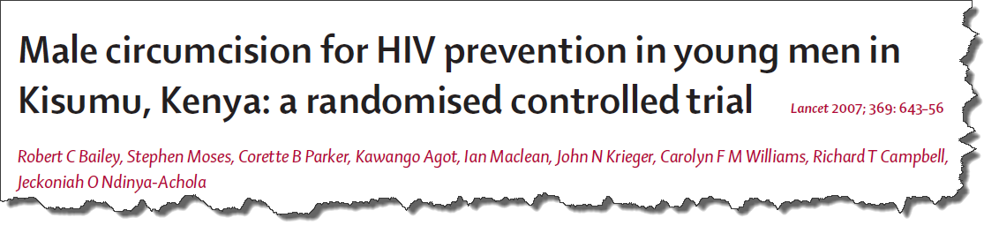 Male circumcision for HIV prevention in young men in
Kisumu, Kenya: a randomised controlled trial
Lancet 2007; 369: 643–56
Robert C Bailey, Stephen Moses, Corette B Parker, Kawango Agot, Ian Maclean, John N Krieger, Carolyn F M Williams, Richard T Campbell,
Jeckoniah O Ndinya-Achola